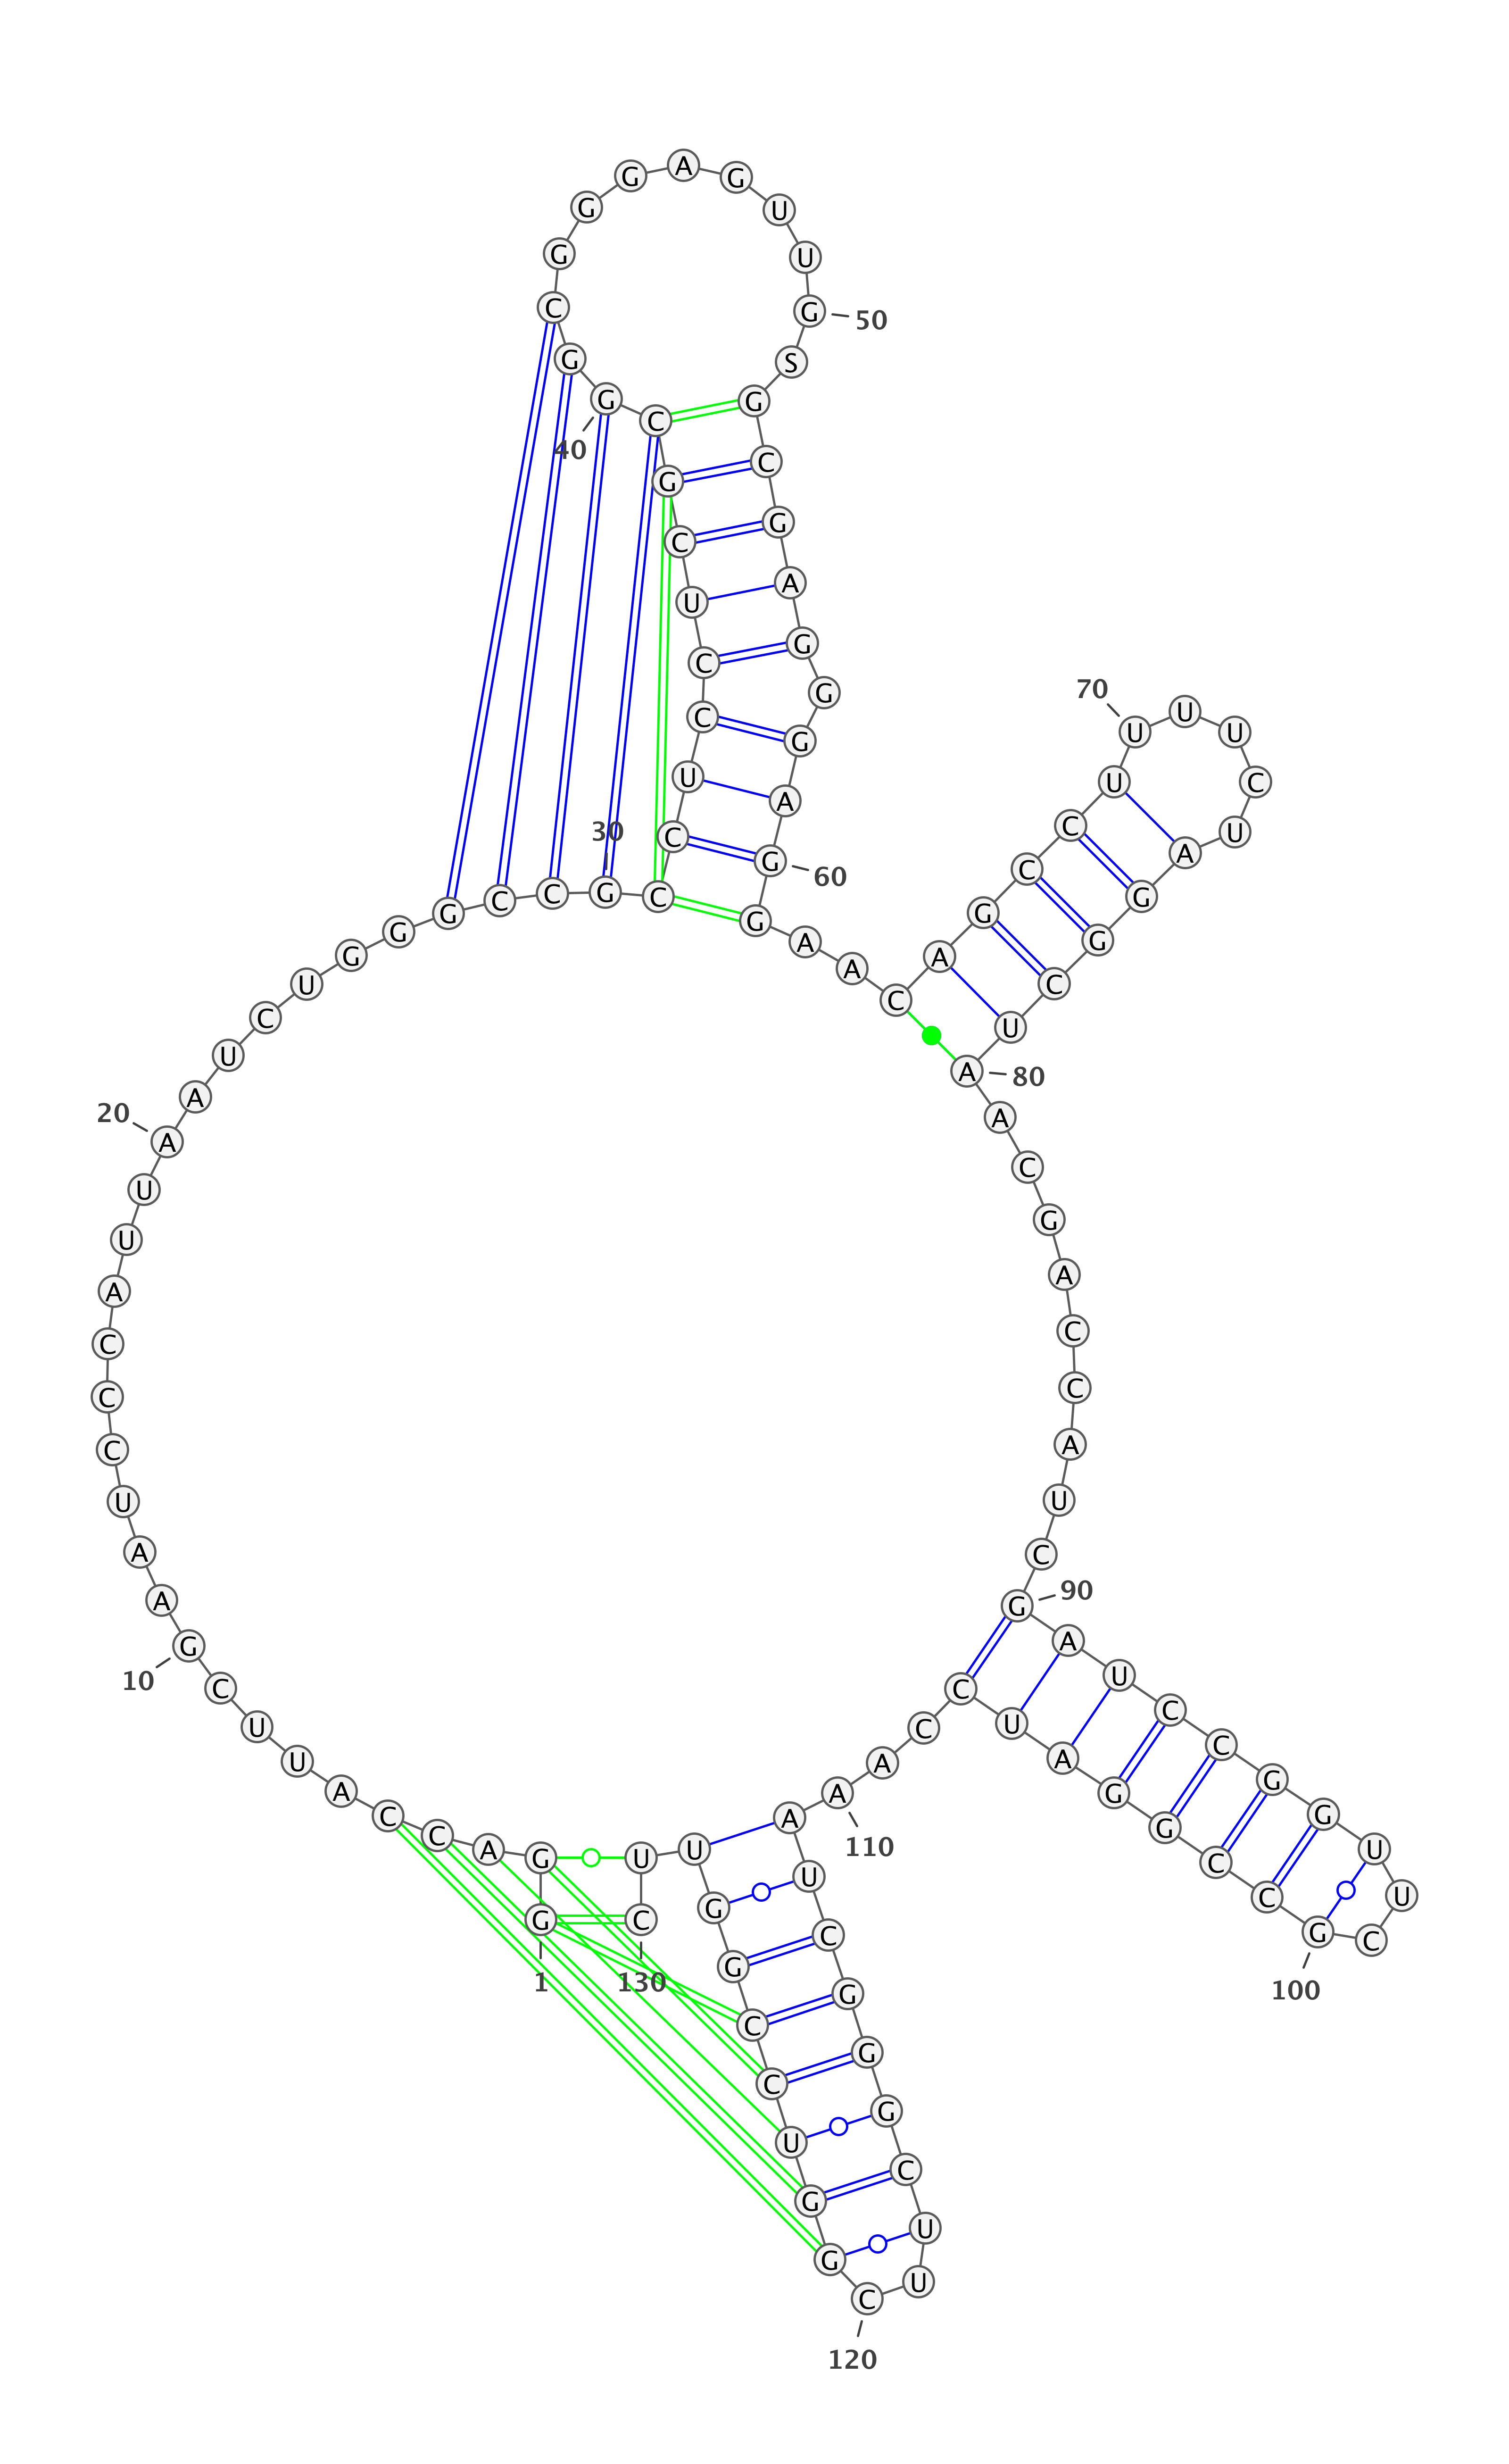 G
1
G A C C A U U C G
10
A A U C C C A U U A
20
A U C U G G G C C G
30
C C U C C U C G C G
40
G C G G G A G U U G
50
S G C G A G G G A G
60
G A A C A G C C U U
70
U U C U A G G C U A
80
A C G A C C A U C G
90
A U C C G G U U C G
100
C C G G A U C C A A
110
A U C G G G C U U C
120
G G U C C G G U U C
130